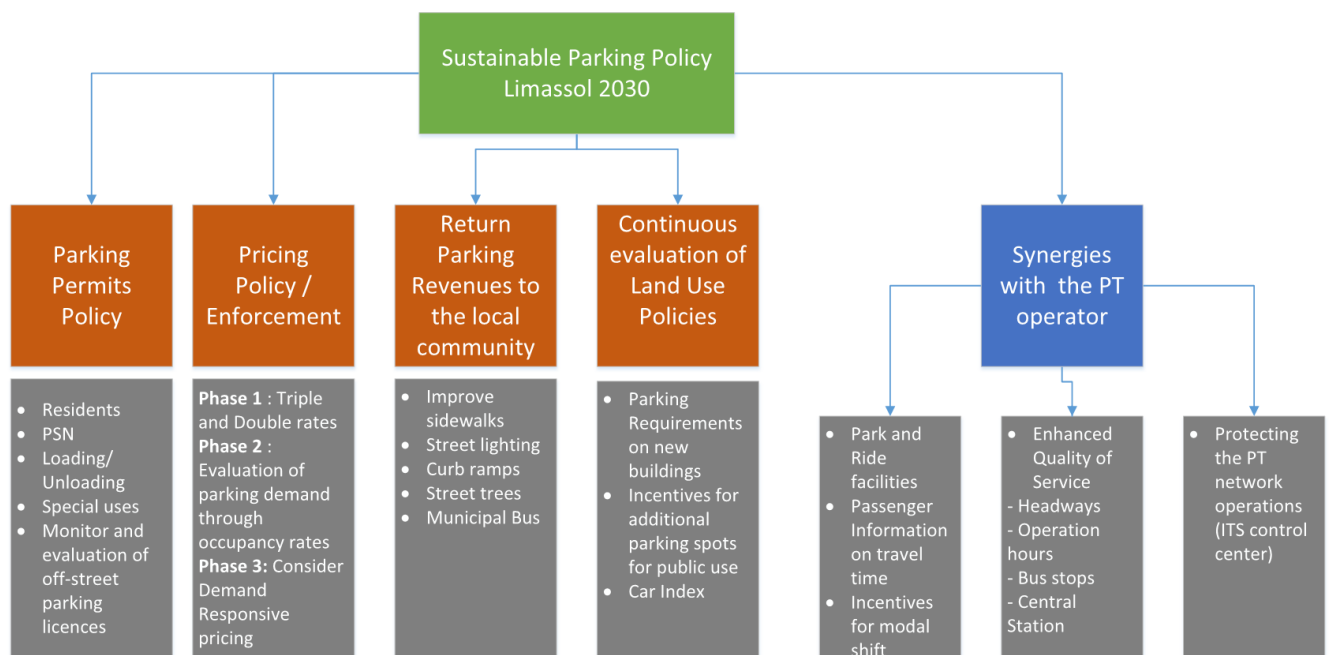 Sustainable Parking Policy
Limassol 2030
Parking
Permits
Policy
Pricing
Policy /
Enforcement
Return
Parking
Revenues to
the local
community
Continuous
evaluation of
Land Use
Policies
Synergies
with the PT
operator
• Residents
• PSN
• Loading/
Unloading
• Special uses
• Monitor and
evaluation of
off-street
parking
licences
Phase 1 : Triple
and Double rates
Phase 2 :
Evaluation of
parking demand
through
occupancy rates
Phase 3: Consider
Demand
Responsive
pricing
• Improve
sidewalks
• Street lighting
• Curb ramps
• Street trees
• Municipal Bus
• Parking
Requirements
on new
buildings
• Incentives for
additional
parking spots
for public use
• Car Index
• Park and
Ride
facilities
• Passenger
Information
on travel
time
• Incentives
for modal
shift
• Enhanced
Quality of
Service
- Headways
- Operation
hours
- Bus stops
- Central
Station
• Protecting
the PT
network
operations
(ITS control
center)